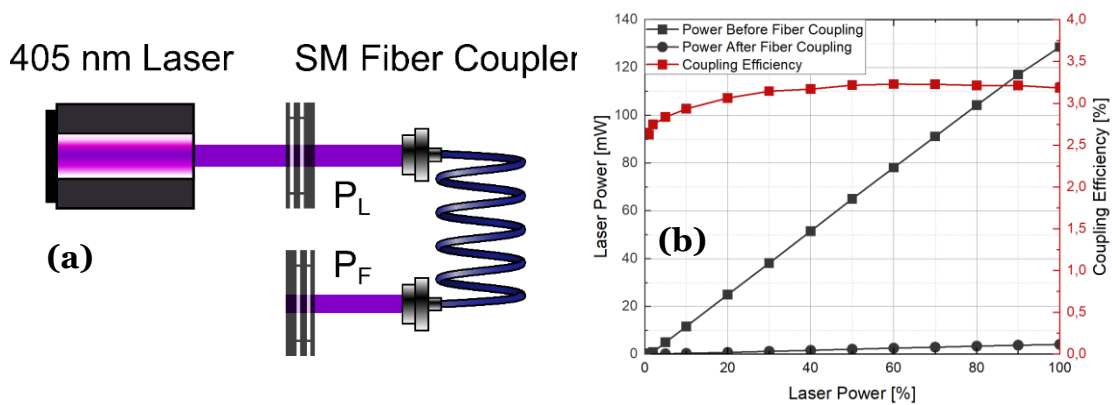 405 nm Laser
SM Fiber Coupler
P_L
(a)
P_F
Power Before Fiber Coupling
Power After Fiber Coupling
Coupling Efficiency
(b)
Laser Power [mW]
140
120
100
80
60
40
20
0
0 20 40 60 80 100
Laser Power [%]
4,0
3,5
3,0
2,5
2,0
1,5
1,0
0,5
0,0
Coupling Efficiency [%]